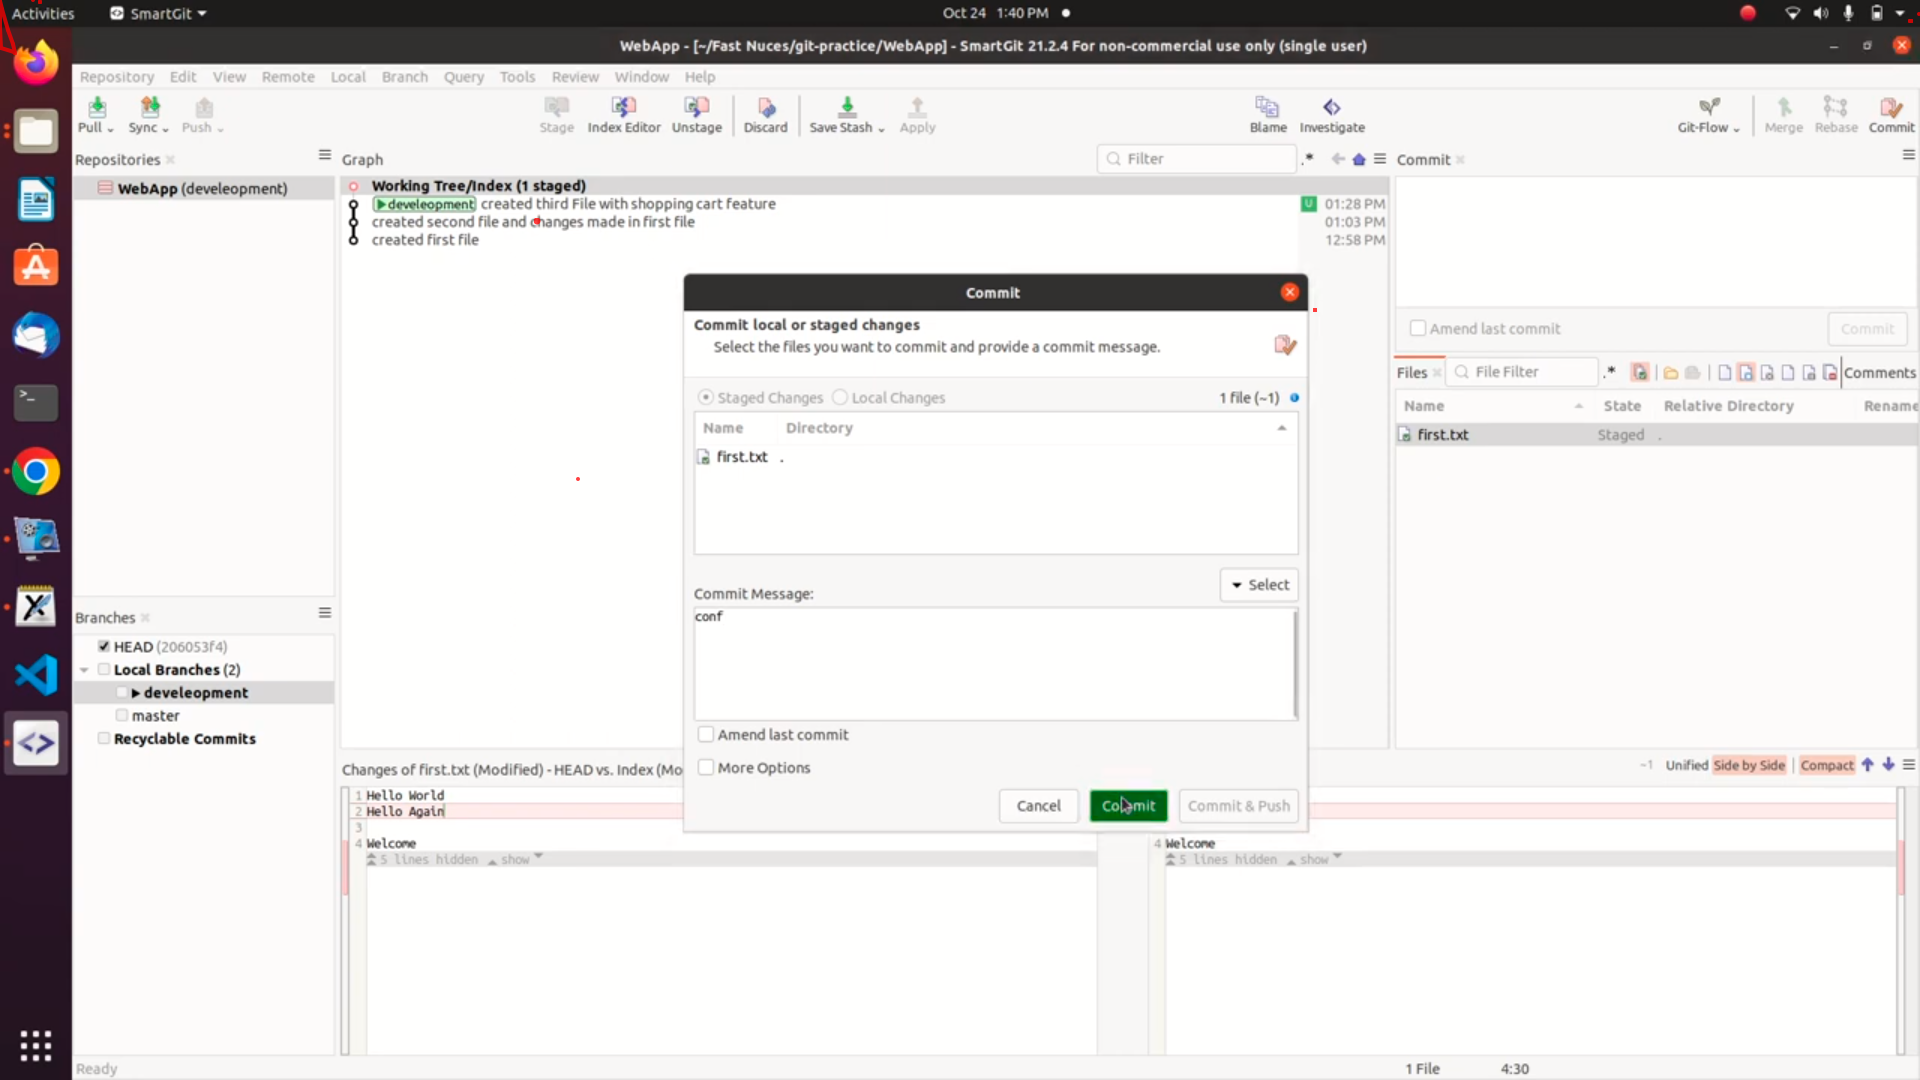 Activities SmartGit Oct 24 1:40 PM
WebApp - [~/Fast Nuces/git-practice/WebApp] - SmartGit 21.2.4 For non-commercial use only (single user)
Repository Edit View Remote Local Branch Query Tools Review Window Help
Pull Sync Push Stage Index Editor Unstage Discard Save Stash Apply Blame Investigate Git-Flow Merge Rebase Commit
Repositories
WebApp (develeopment)
Graph
Filter .*
Working Tree/Index (1 staged)
develeopment created third File with shopping cart feature U 01:28 PM
created second file and changes made in first file 01:03 PM
created first file 12:58 PM
Commit
Amend last commit Commit
Commit
Commit local or staged changes
Select the files you want to commit and provide a commit message.
Staged Changes Local Changes 1 file (~1)
Name Directory
first.txt .
Select
Commit Message:
conf
Amend last commit
More Options
Cancel Commit Commit & Push
Files File Filter .* Comments
Name State Relative Directory Rename
first.txt Staged .
Branches
HEAD (206053f4)
Local Branches (2)
develeopment
master
Recyclable Commits
Changes of first.txt (Modified) - HEAD vs. Index (Mo
~1 Unified Side by Side Compact
1 Hello World
2 Hello Again
3
4 Welcome
5 lines hidden show
4 Welcome
5 lines hidden show
Ready 1 File 4:30